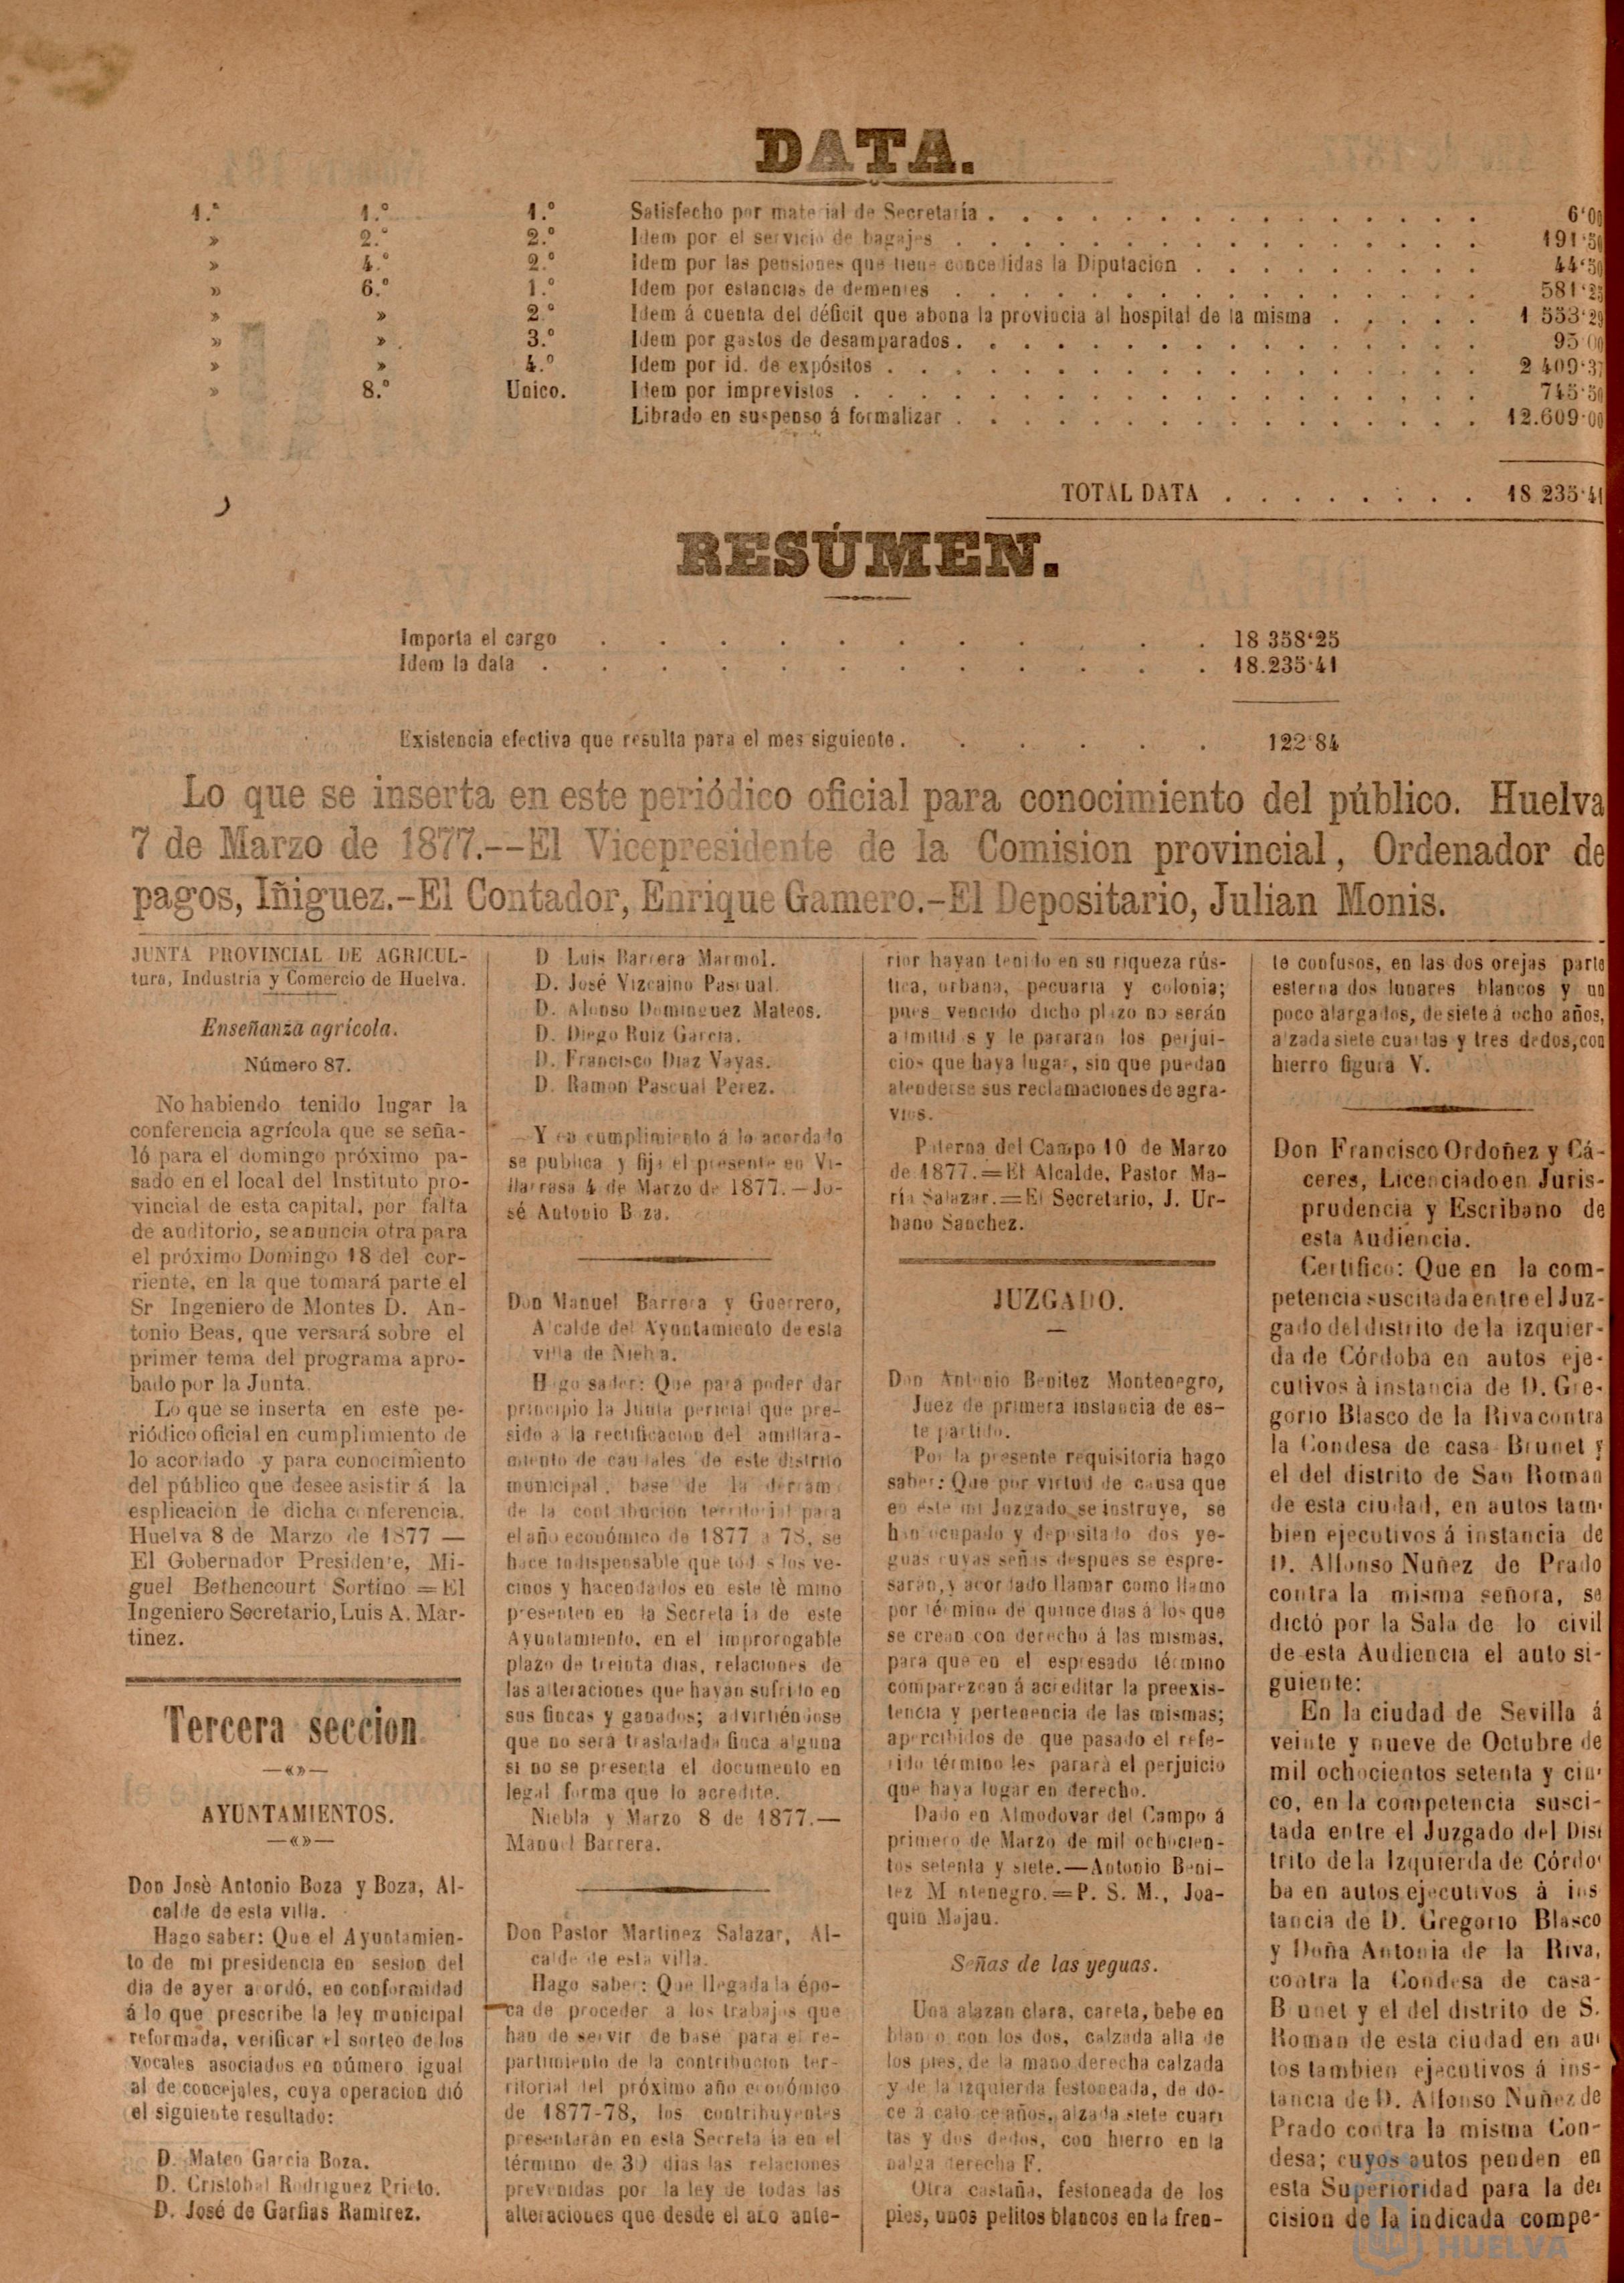 DATA.
1.ª 1.º 1.º Satisfecho por material de Secretaría . . . . . . . . . . . . . . 6‘00
» 2.º 2.º Idem por el servicio de bagajes . . . . . . . . . . . . . . 191‘50
» 4.º 2.º Idem por las pensiones que tiene concedidas la Diputacion . . . . . . . . 44‘50
» 6.º 1.º Idem por estancias de dementes . . . . . . . . . . . . . . 581‘25
» » 2.º Idem á cuenta del déficit que abona la provincia al hospital de la misma . . . . . 1 553‘29
» » 3.º Idem por gastos de desamparados . . . . . . . . . . . . . . 95‘00
» » 4.º Idem por id. de expósitos . . . . . . . . . . . . . . 2 409‘37
» 8.º Unico. Idem por imprevistos . . . . . . . . . . . . . . 745‘50
Librado en suspenso á formalizar . . . . . . . . . . . . . . 12.609‘00
TOTAL DATA . . . . . . . . 18 235‘41
RESÚMEN.
Importa el cargo . . . . . . . . . . . 18 358‘25
Idem la data . . . . . . . . . . . . 18.235‘41
Existencia efectiva que resulta para el mes siguiente . . . . . . 122‘84
Lo que se inserta en este periódico oficial para conocimiento del público. Huelva
7 de Marzo de 1877.--El Vicepresidente de la Comision provincial, Ordenador de
pagos, Iñiguez.-El Contador, Enrique Gamero.-El Depositario, Julian Monis.
JUNTA PROVINCIAL DE AGRICUL-
tura, Industria y Comercio de Huelva.
Enseñanza agrícola.
Número 87.
No habiendo tenido lugar la
conferencia agrícola que se seña-
ló para el domingo próximo pa-
sado en el local del Instituto pro-
vincial de esta capital, por falta
de auditorio, se anuncia otra para
el próximo Domingo 18 del cor-
riente, en la que tomará parte el
Sr Ingeniero de Montes D. An-
tonio Beas, que versará sobre el
primer tema del programa apro-
bado por la Junta.
Lo que se inserta en este pe-
riódico oficial en cumplimiento de
lo acordado y para conocimiento
del público que desee asistir á la
esplicacion de dicha conferencia.
Huelva 8 de Marzo de 1877 —
El Gobernador Presidente, Mi-
guel Bethencourt Sortino =El
Ingeniero Secretario, Luis A. Mar-
tinez.
Tercera seccion
—«»—
AYUNTAMIENTOS.
—«»—
Don Josè Antonio Boza y Boza, Al-
calde de esta villa.
Hago saber: Que el Ayuntamien-
to de mi presidencia en sesion del
dia de ayer acordó, en conformidad
á lo que prescribe la ley municipal
reformada, verificar el sorteo de los
vocales asociados en número igual
al de concejales, cuya operacion dió
el siguiente resultado:
D. Mateo Garcia Boza.
D. Cristobal Rodriguez Prieto.
D. José de Garfias Ramirez.
D Luis Barrera Marmol.
D. José Vizcaino Pascual.
D. Alonso Dominguez Mateos.
D. Diego Ruiz Garcia.
D. Francisco Diaz Vayas.
D. Ramon Pascual Perez.
Y en cumplimiento á lo acordado
se publica y fija el presente en Vi-
llarrasa 4 de Marzo de 1877.—Jo-
sé Antonio Boza.
Don Manuel Barrera y Guerrero,
Alcalde del Ayuntamiento de esta
villa de Niebla.
Hago saber: Que para poder dar
principio la Junta pericial que pre-
sido á la rectificacion del amillara-
miento de caudales de este distrito
municipal, base de la derrama
de la contribucion territorial para
el año económico de 1877 á 78, se
hace indispensable que todos los ve-
cinos y hacendados en este término
presenten en la Secretaría de este
Ayuntamiento, en el improrogable
plazo de treinta dias, relaciones de
las alteraciones que hayan sufrido en
sus fincas y ganados; advirtiéndose
que no será trasladada finca alguna
si no se presenta el documento en
legal forma que lo acredite.
Niebla y Marzo 8 de 1877.—
Manuel Barrera.
Don Pastor Martinez Salazar, Al-
calde de esta villa.
Hago saber: Que llegada la épo-
ca de proceder a los trabajos que
han de servir de base para el re-
partimiento de la contribucion ter-
ritorial del próximo año económico
de 1877-78, los contribuyentes
presentarán en esta Secretaía en el
término de 30 dias las relaciones
prevenidas por la ley de todas las
alteraciones que desde el año ante-
rior hayan tenido en su riqueza rús-
tica, urbana, pecuaria y colonia;
pues vencido dicho plazo no serán
admitidas y le pararán los perjui-
cios que haya lugar, sin que puedan
atenderse sus reclamaciones de agra-
vios.
Paterna del Campo 10 de Marzo
de 1877.=El Alcalde, Pastor Ma-
ría Salazar.=El Secretario, J. Ur-
bano Sanchez.
JUZGADO.
—
Don Antonio Benitez Montenegro,
Juez de primera instancia de es-
te partido.
Por la presente requisitoria hago
saber: Que por virtud de causa que
en este mi Juzgado se instruye, se
han ocupado y depositado dos ye-
guas cuyas señas despues se espre-
sarán, y acordado llamar como llamo
por término de quince dias á los que
se crean con derecho á las mismas,
para que en el espresado término
comparezcan á acreditar la preexis-
tencia y pertenencia de las mismas;
apercibidos de que pasado el refe-
rido término les parará el perjuicio
que haya lugar en derecho.
Dado en Almodovar del Campo á
primero de Marzo de mil ochocien-
tos setenta y siete.—Antonio Beni-
tez Montenegro.=P. S. M., Joa-
quin Majau.
Señas de las yeguas.
Una alazan clara, careta, bebe en
blanco con los dos, calzada alta de
los pies, de la mano derecha calzada
y de la izquierda festoneada, de do-
ce á catorce años, alzada siete cuar-
tas y dos dedos, con hierro en la
nalga derecha F.
Otra castaña, festoneada de los
pies, unos pelitos blancos en la fren-
te confusos, en las dos orejas parte
esterna dos lunares blancos y un
poco alargados, de siete á ocho años,
alzada siete cuartas y tres dedos, con
hierro figura V.
Don Francisco Ordoñez y Cá-
ceres, Licenciado en Juris-
prudencia y Escribano de
esta Audiencia.
Certifico: Que en la com-
petencia suscitada entre el Juz-
gado del distrito de la izquier-
da de Córdoba en autos eje-
cutivos à instancia de D. Gre-
gorio Blasco de la Riva contra
la Condesa de casa Brunet y
el del distrito de San Roman
de esta ciudad, en autos tam-
bien ejecutivos á instancia de
D. Alfonso Nuñez de Prado
contra la misma señora, se
dictó por la Sala de lo civil
de esta Audiencia el auto si-
guiente:
En la ciudad de Sevilla á
veinte y nueve de Octubre de
mil ochocientos setenta y cin-
co, en la competencia susci-
tada entre el Juzgado del Dis-
trito de la Izquierda de Córdo-
ba en autos ejecutivos à ins
tancia de D. Gregorio Blasco
y Doña Antonia de la Riva,
contra la Condesa de casa-
Brunet y el del distrito de S.
Roman de esta ciudad en au-
tos tambien ejecutivos á ins-
tancia de D. Alfonso Nuñez de
Prado contra la misma Con-
desa; cuyos autos penden en
esta Superioridad para la de-
cision de la indicada compe-
HUELVA